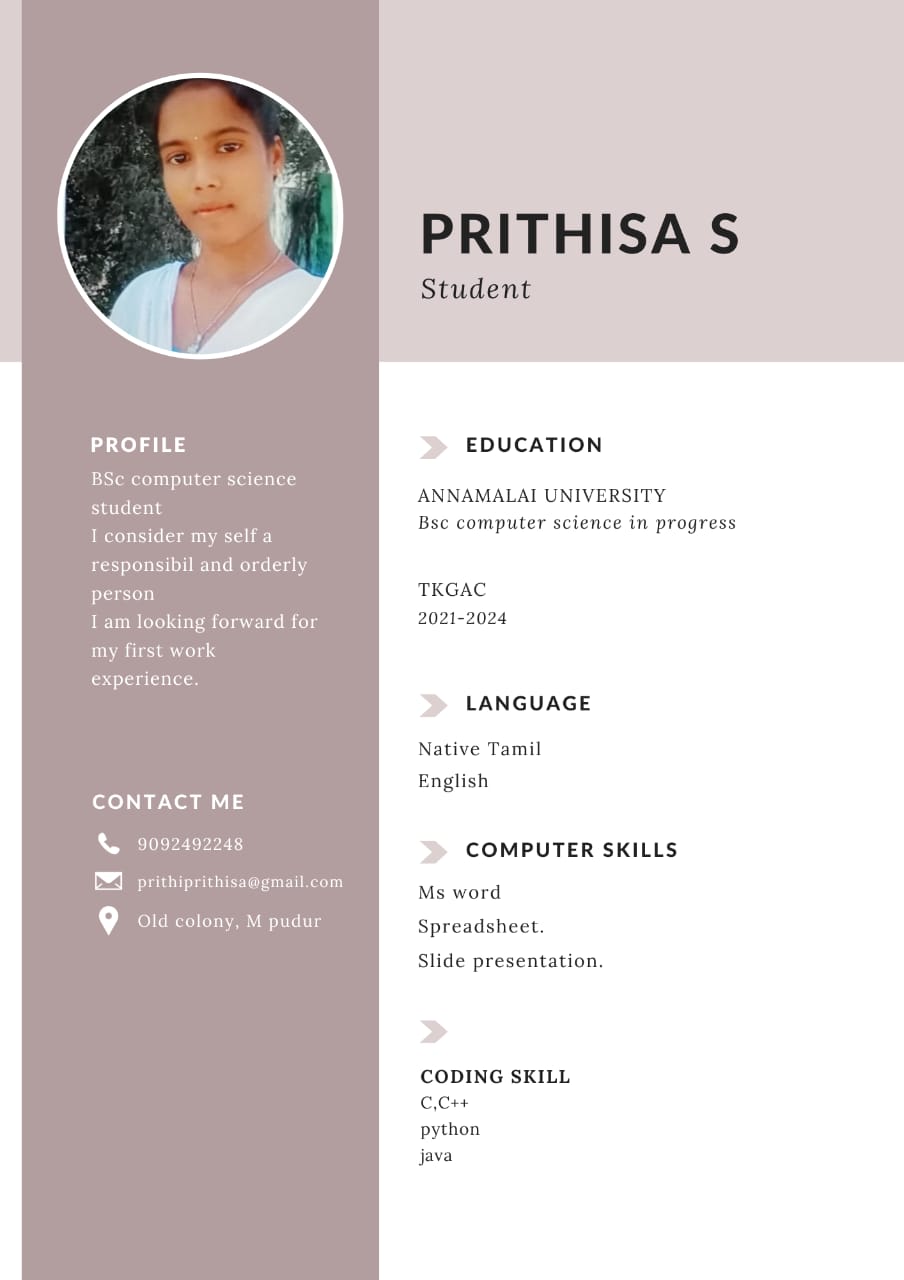 PRITHISA S
Student
PROFILE
BSc computer science
student
I consider my self a
responsibil and orderly
person
I am looking forward for
my first work
experience.
CONTACT ME
9092492248
prithiprithisa@gmail.com
Old colony, M pudur
EDUCATION
ANNAMALAI UNIVERSITY
Bsc computer science in progress
TKGAC
2021-2024
LANGUAGE
Native Tamil
English
COMPUTER SKILLS
Ms word
Spreadsheet.
Slide presentation.
CODING SKILL
C,C++
python
java